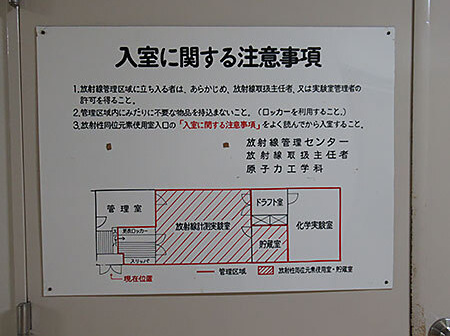 入室に関する注意事項
1.放射線管理区域に立ち入る者は、あらかじめ、放射線取扱主任者、又は実験室管理者の
許可を得ること。
2.管理区域内にみだりに不要な物品を持込まないこと。(ロッカーを利用すること。)
3.放射性同位元素使用室入口の「入室に関する注意事項」をよく読んでから入室すること。
放射線管理センター
放射線取扱主任者
原子力工学科
管理室
放射線計測実験室
ドラフト室
化学実験室
更衣ロッカー
貯蔵室
スリッパ
現在位置
管理区域
放射性同位元素使用室・貯蔵室